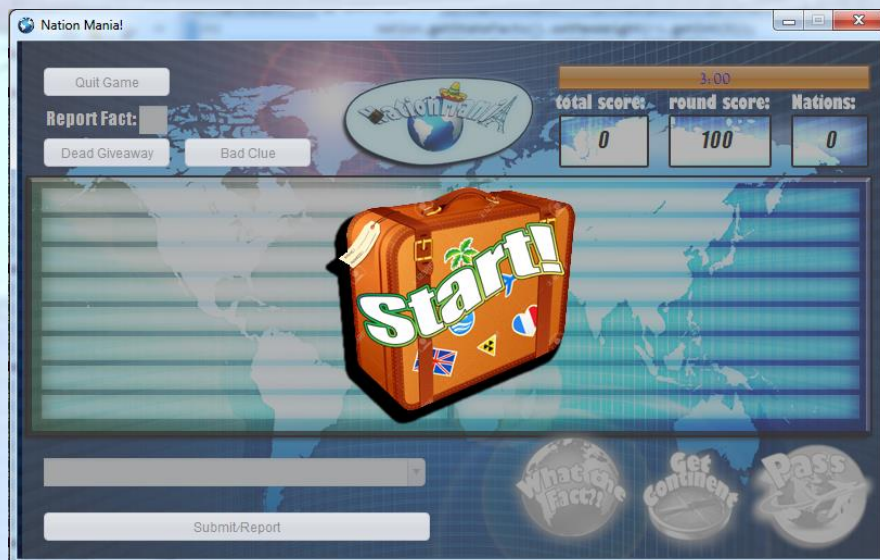 Nation Mania!
Quit Game
Report Fact:
Dead Giveaway
Bad Clue
NationManiA
3:00
total score:
round score:
Nations:
0
100
0
Start!
What the
Fact?!
Get
Continent
Pass
Submit/Report